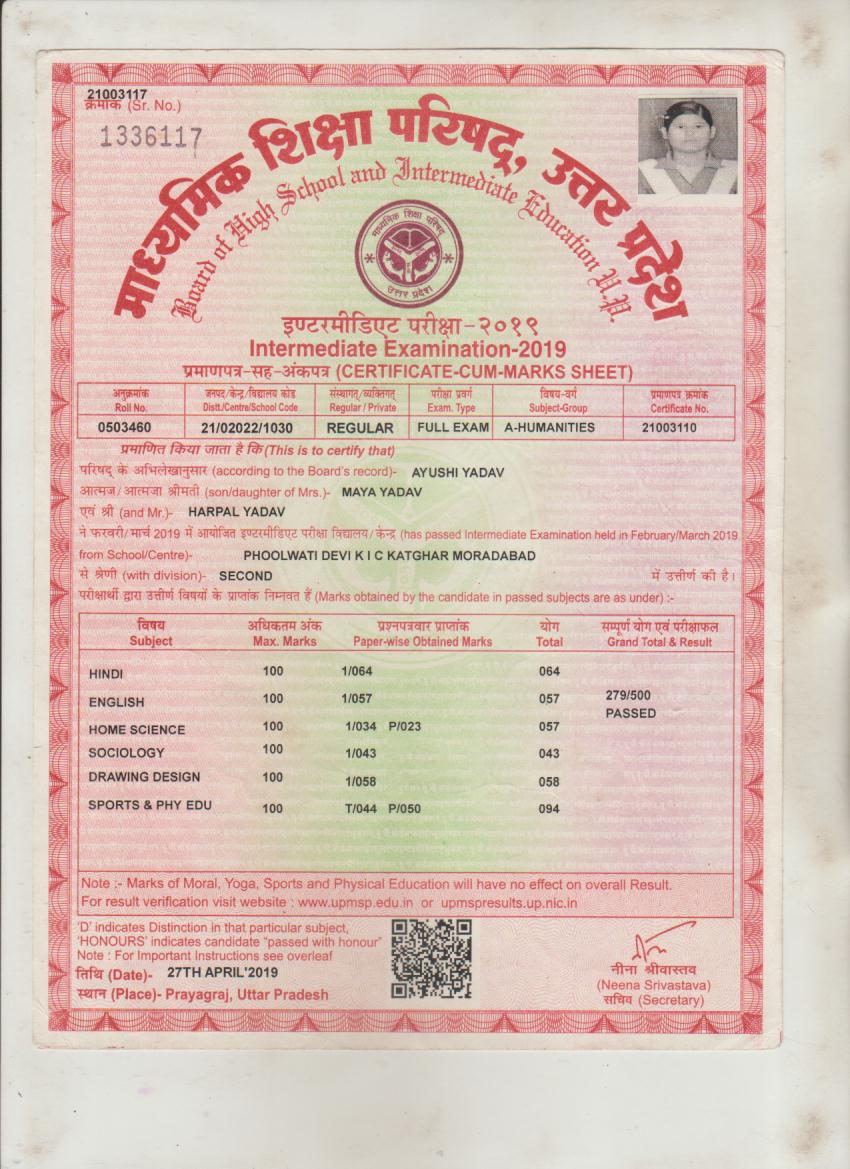 21003117
क्रमांक (Sr. No.)
1336117
माध्यमिक शिक्षा परिषद्, उत्तर प्रदेश
Board of High School and Intermediate Education U.P.
माध्यमिक शिक्षा परिषद्
उत्तर प्रदेश
इण्टरमीडिएट परीक्षा-२०१९
Intermediate Examination-2019
प्रमाणपत्र-सह-अंकपत्र (CERTIFICATE-CUM-MARKS SHEET)
अनुक्रमांक जनपद/केन्द्र/विद्यालय कोड संस्थागत/व्यक्तिगत परीक्षा प्रवर्ग विषय-वर्ग प्रमाणपत्र क्रमांक
Roll No. Distt./Centre/School Code Regular / Private Exam. Type Subject-Group Certificate No.
0503460 21/02022/1030 REGULAR FULL EXAM A-HUMANITIES 21003110
प्रमाणित किया जाता है कि (This is to certify that)
परिषद् के अभिलेखानुसार (according to the Board's record)- AYUSHI YADAV
आत्मज/आत्मजा श्रीमती (son/daughter of Mrs.)- MAYA YADAV
एवं श्री (and Mr.)- HARPAL YADAV
ने फरवरी/मार्च 2019 में आयोजित इण्टरमीडिएट परीक्षा विद्यालय/केन्द्र (has passed Intermediate Examination held in February/March 2019
from School/Centre)- PHOOLWATI DEVI K I C KATGHAR MORADABAD
से श्रेणी (with division)- SECOND में उत्तीर्ण की है।
परीक्षार्थी द्वारा उत्तीर्ण विषयों के प्राप्तांक निम्नवत हैं (Marks obtained by the candidate in passed subjects are as under) :-
विषय अधिकतम अंक प्रश्नपत्रवार प्राप्तांक योग सम्पूर्ण योग एवं परीक्षाफल
Subject Max. Marks Paper-wise Obtained Marks Total Grand Total & Result
HINDI 100 1/064 064
ENGLISH 100 1/057 057 279/500
PASSED
HOME SCIENCE 100 1/034 P/023 057
SOCIOLOGY 100 1/043 043
DRAWING DESIGN 100 1/058 058
SPORTS & PHY EDU 100 T/044 P/050 094
Note :- Marks of Moral, Yoga, Sports and Physical Education will have no effect on overall Result.
For result verification visit website : www.upmsp.edu.in or upmspresults.up.nic.in
'D' indicates Distinction in that particular subject,
'HONOURS' indicates candidate "passed with honour"
Note : For Important Instructions see overleaf
तिथि (Date)- 27TH APRIL'2019
स्थान (Place)- Prayagraj, Uttar Pradesh
नीना श्रीवास्तव
(Neena Srivastava)
सचिव (Secretary)